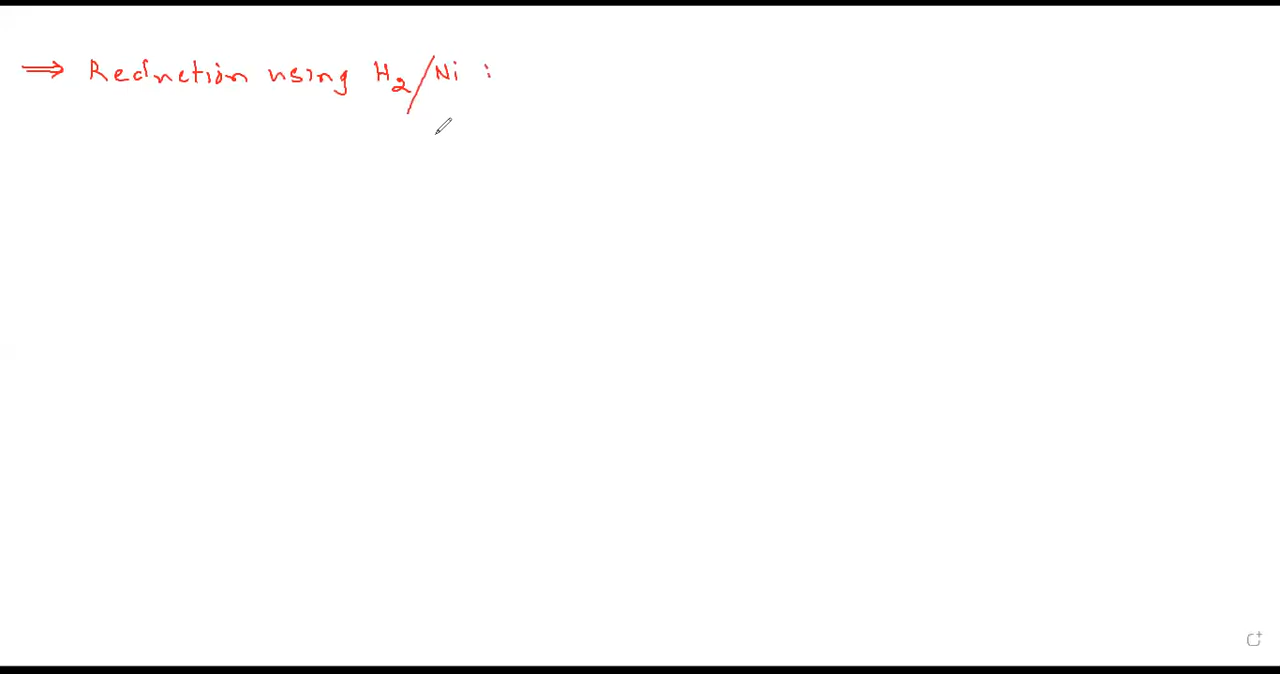 ⇒ Reduction using H₂/Ni :